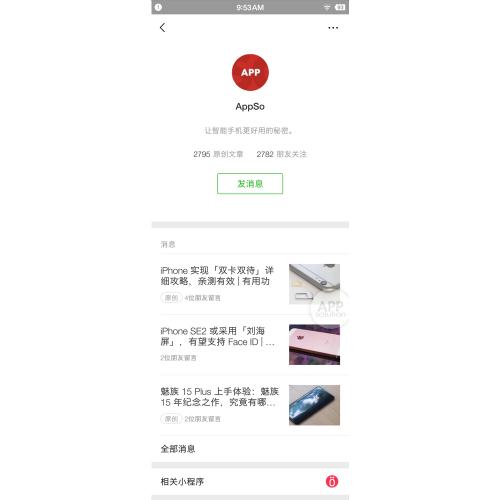 9:53AM
93
APP
AppSo
让智能手机更好用的秘密。
2795 原创文章 2782 朋友关注
发消息
消息
iPhone 实现「双卡双待」详
细攻略，亲测有效 | 有用功
原创 4位朋友留言
APP
solution
iPhone SE2 或采用「刘海
屏」，有望支持 Face ID | ...
2位朋友留言
魅族 15 Plus 上手体验：魅族
15 年纪念之作，究竟有哪...
原创 2位朋友留言
全部消息
相关小程序